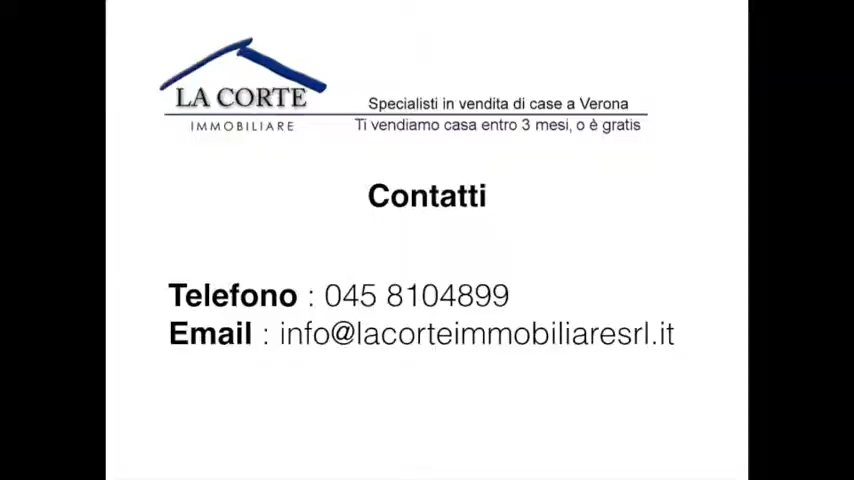 LA CORTE
IMMOBILIARE
Specialisti in vendita di case a Verona
Ti vendiamo casa entro 3 mesi, o è gratis
Contatti
Telefono : 045 8104899
Email : info@lacorteimmobiliaresrl.it